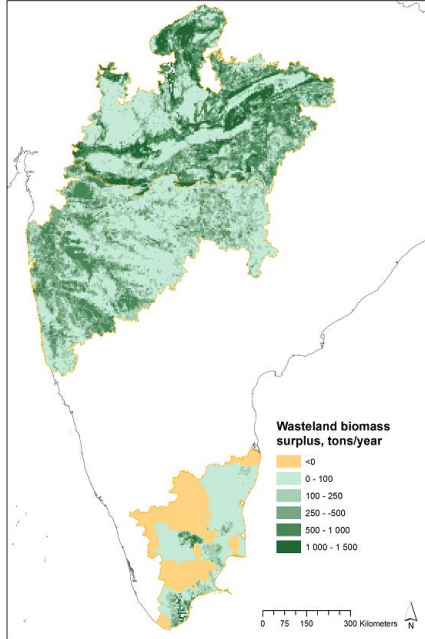 Wasteland biomass
surplus, tons/year
<0
0 - 100
100 - 250
250 - -500
500 - 1 000
1 000 - 1 500
0 75 150 300 Kilometers
N